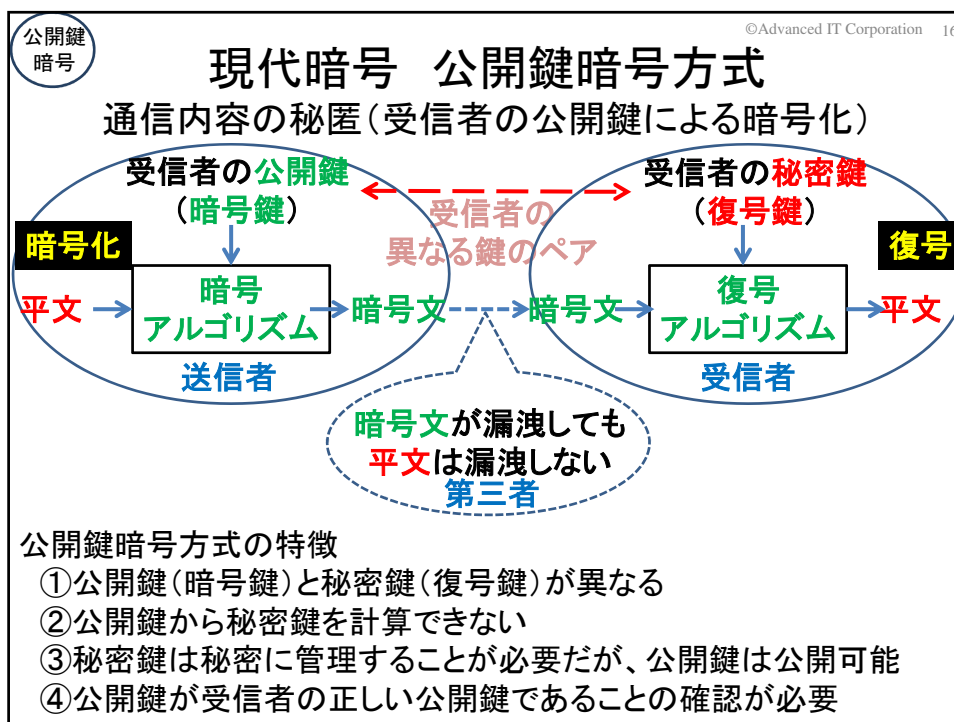 ©Advanced IT Corporation 16
公開鍵
暗号
現代暗号　公開鍵暗号方式
通信内容の秘匿（受信者の公開鍵による暗号化）
受信者の公開鍵
（暗号鍵）
受信者の
異なる鍵のペア
受信者の秘密鍵
（復号鍵）
暗号化
復号
平文
暗号
アルゴリズム
暗号文
暗号文
復号
アルゴリズム
平文
送信者
受信者
暗号文が漏洩しても
平文は漏洩しない
第三者
公開鍵暗号方式の特徴
①公開鍵（暗号鍵）と秘密鍵（復号鍵）が異なる
②公開鍵から秘密鍵を計算できない
③秘密鍵は秘密に管理することが必要だが、公開鍵は公開可能
④公開鍵が受信者の正しい公開鍵であることの確認が必要